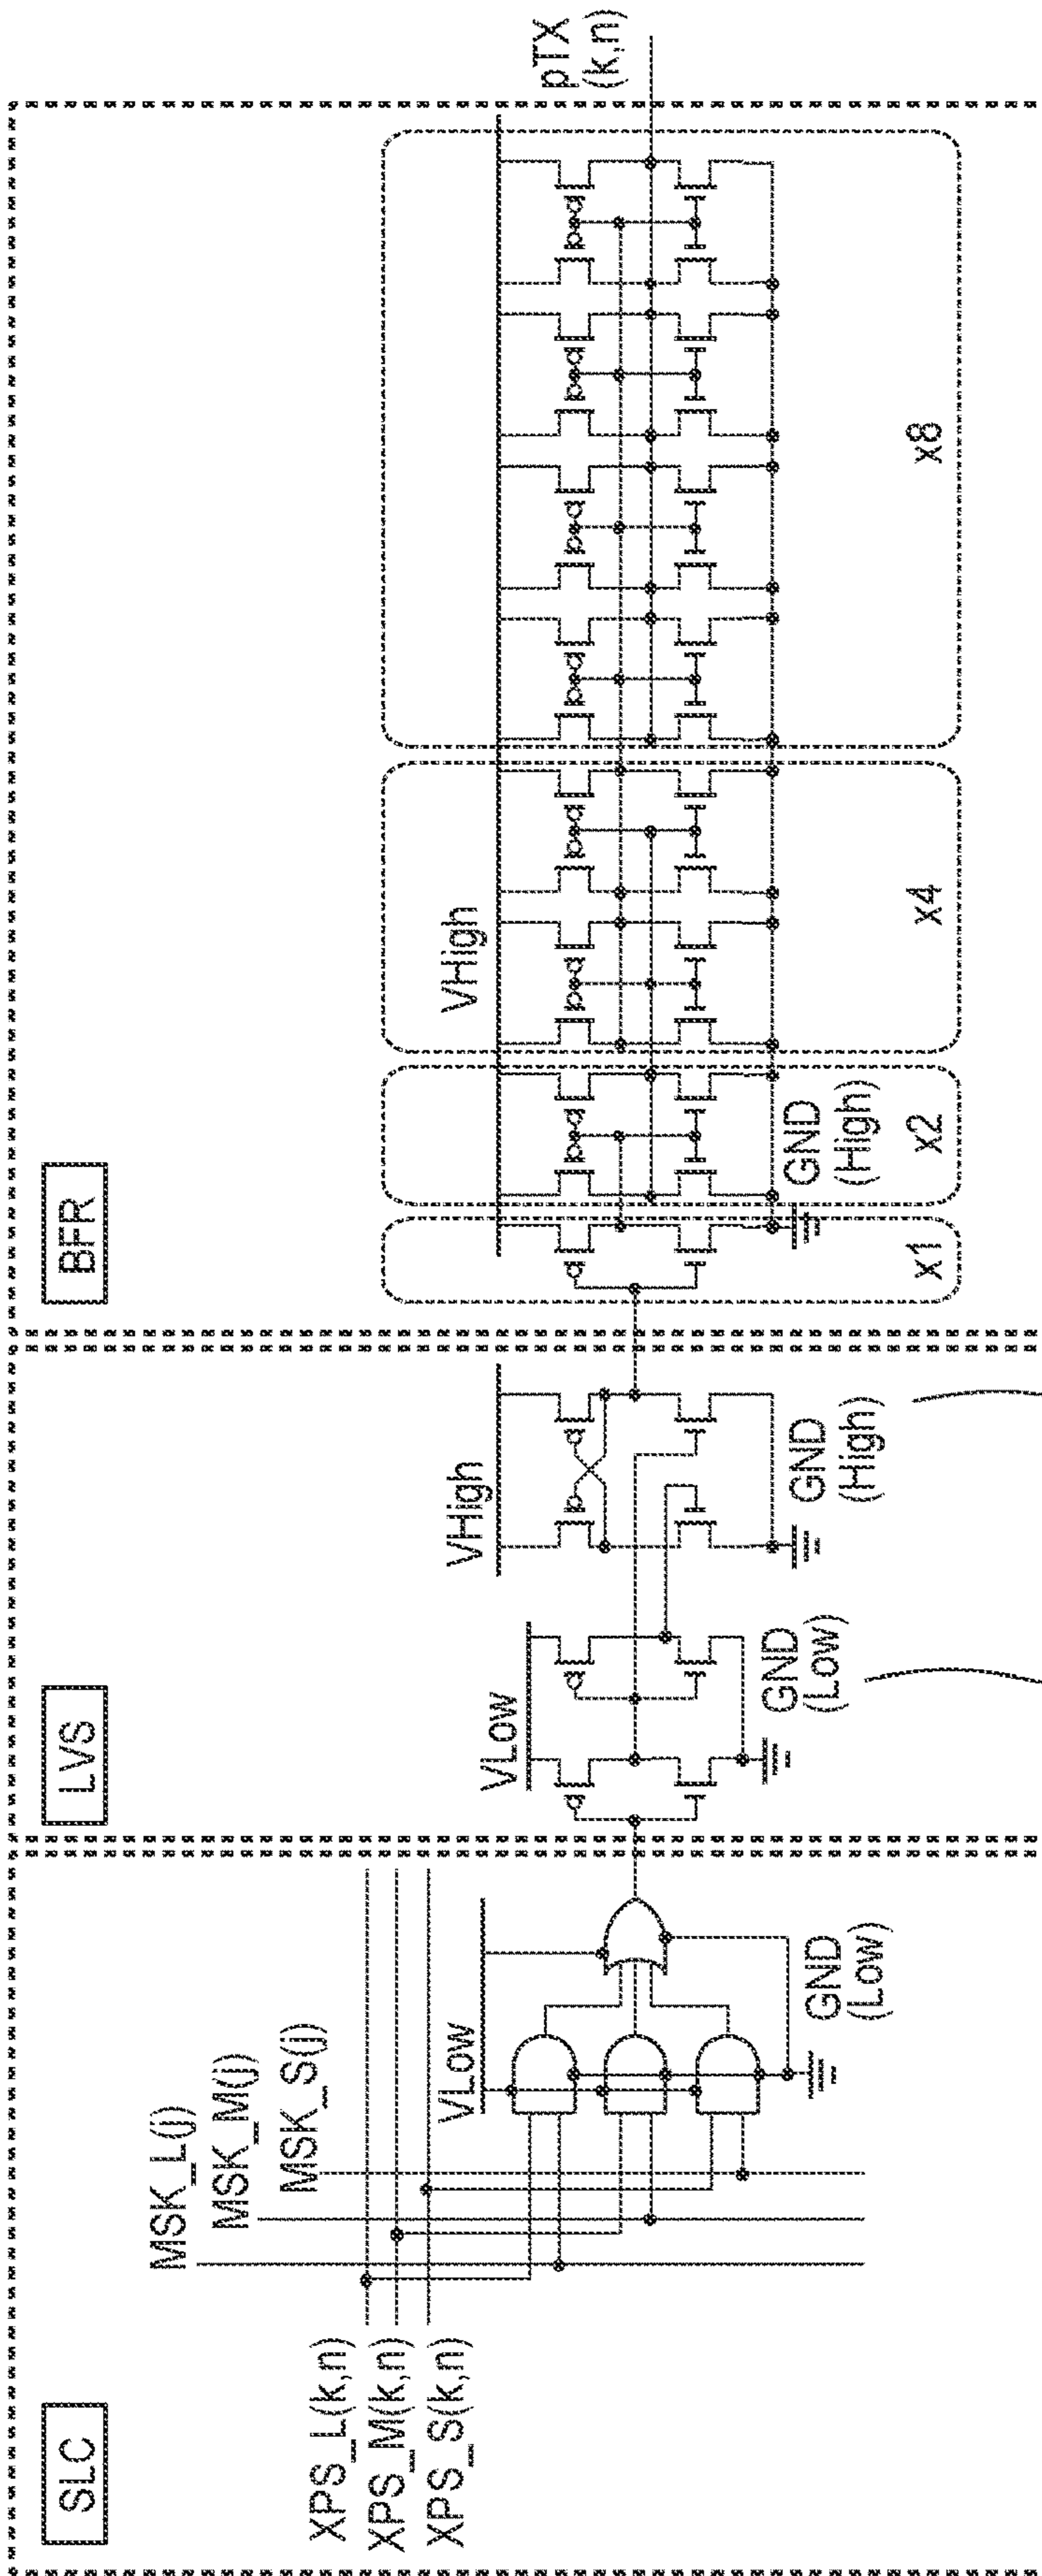 SLC
LVS
BFR
MSK_L(j)
MSK_M(j)
MSK_S(j)
XPS_L(k,n)
XPS_M(k,n)
XPS_S(k,n)
VLow
GND
(Low)
VLow
GND
(Low)
VHigh
GND
(High)
VHigh
GND
(High)
x1
x2
x4
x8
pTX
(k,n)